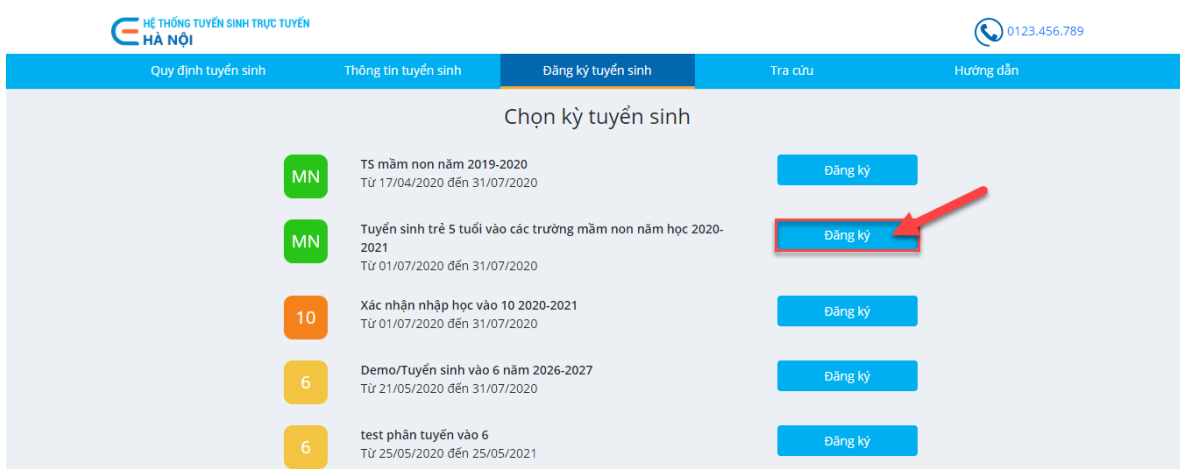 HỆ THỐNG TUYỂN SINH TRỰC TUYẾN
HÀ NỘI
0123.456.789
Quy định tuyển sinh
Thông tin tuyển sinh
Đăng ký tuyển sinh
Tra cứu
Hướng dẫn
Chọn kỳ tuyển sinh
MN
TS mầm non năm 2019-2020
Từ 17/04/2020 đến 31/07/2020
Đăng ký
MN
Tuyển sinh trẻ 5 tuổi vào các trường mầm non năm học 2020-
2021
Từ 01/07/2020 đến 31/07/2020
Đăng ký
10
Xác nhận nhập học vào 10 2020-2021
Từ 01/07/2020 đến 31/07/2020
Đăng ký
6
Demo/Tuyển sinh vào 6 năm 2026-2027
Từ 21/05/2020 đến 31/07/2020
Đăng ký
6
test phân tuyến vào 6
Từ 25/05/2020 đến 25/05/2021
Đăng ký